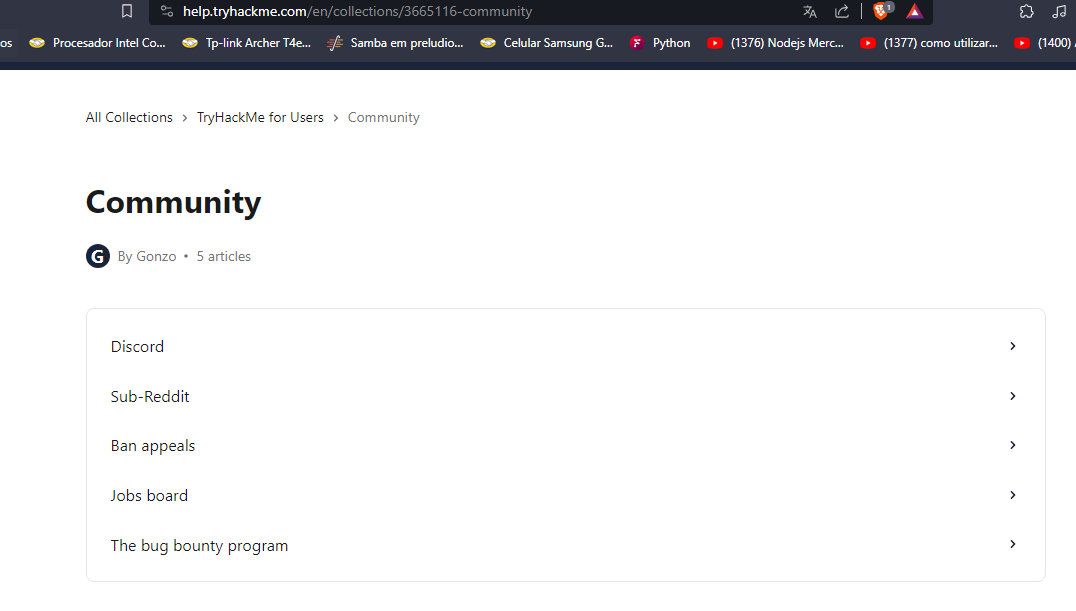 help.tryhackme.com/en/collections/3665116-community 1
os Procesador Intel Co... Tp-link Archer T4e... Samba em preludio... Celular Samsung G... Python (1376) Nodejs Merc... (1377) como utilizar... (1400)
All Collections > TryHackMe for Users > Community
Community
G By Gonzo • 5 articles
Discord
Sub-Reddit
Ban appeals
Jobs board
The bug bounty program